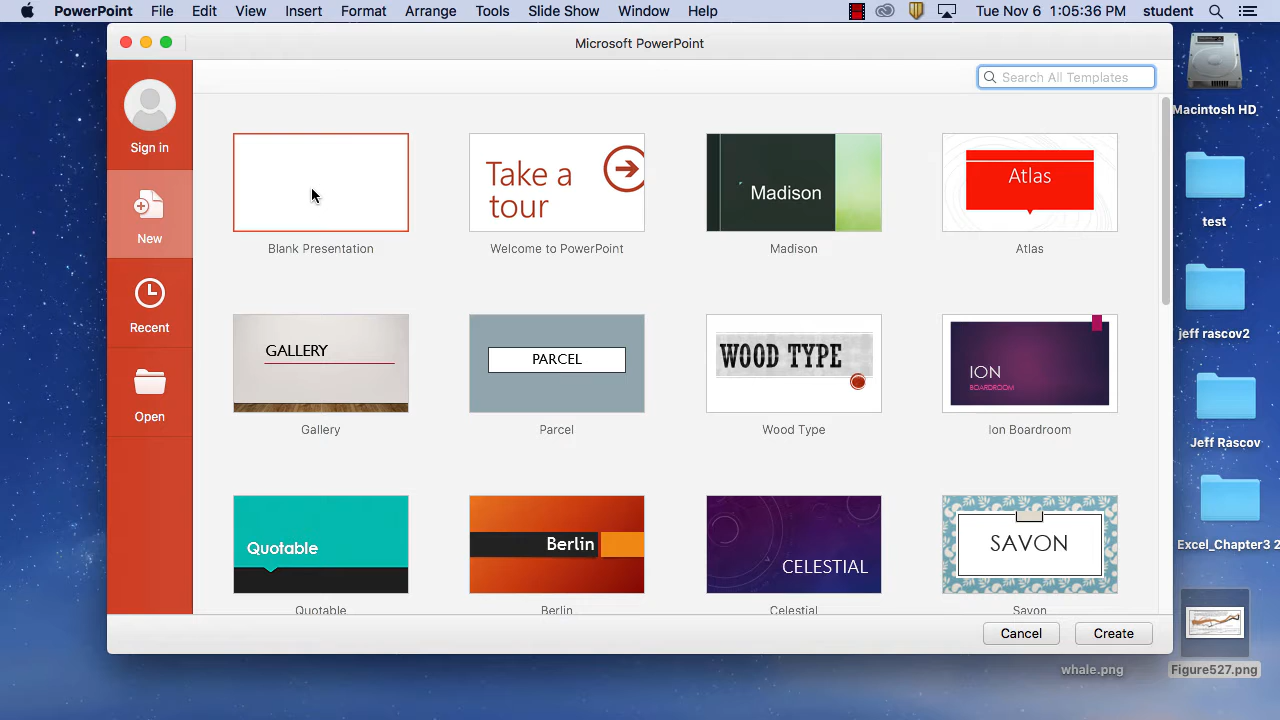 PowerPoint File Edit View Insert Format Arrange Tools Slide Show Window Help Tue Nov 6 1:05:36 PM student
Microsoft PowerPoint
Search All Templates
Sign in
New
Recent
Open
Blank Presentation
Take a
tour
Welcome to PowerPoint
Madison
Madison
Atlas
Atlas
GALLERY
Gallery
PARCEL
Parcel
WOOD TYPE
Wood Type
ION
BOARDROOM
Ion Boardroom
Quotable
Quotable
Berlin
Berlin
CELESTIAL
Celestial
SAVON
Savon
Cancel
Create
Macintosh HD
test
jeff rascov2
Jeff Rascov
Excel_Chapter3 2
whale.png
Figure527.png